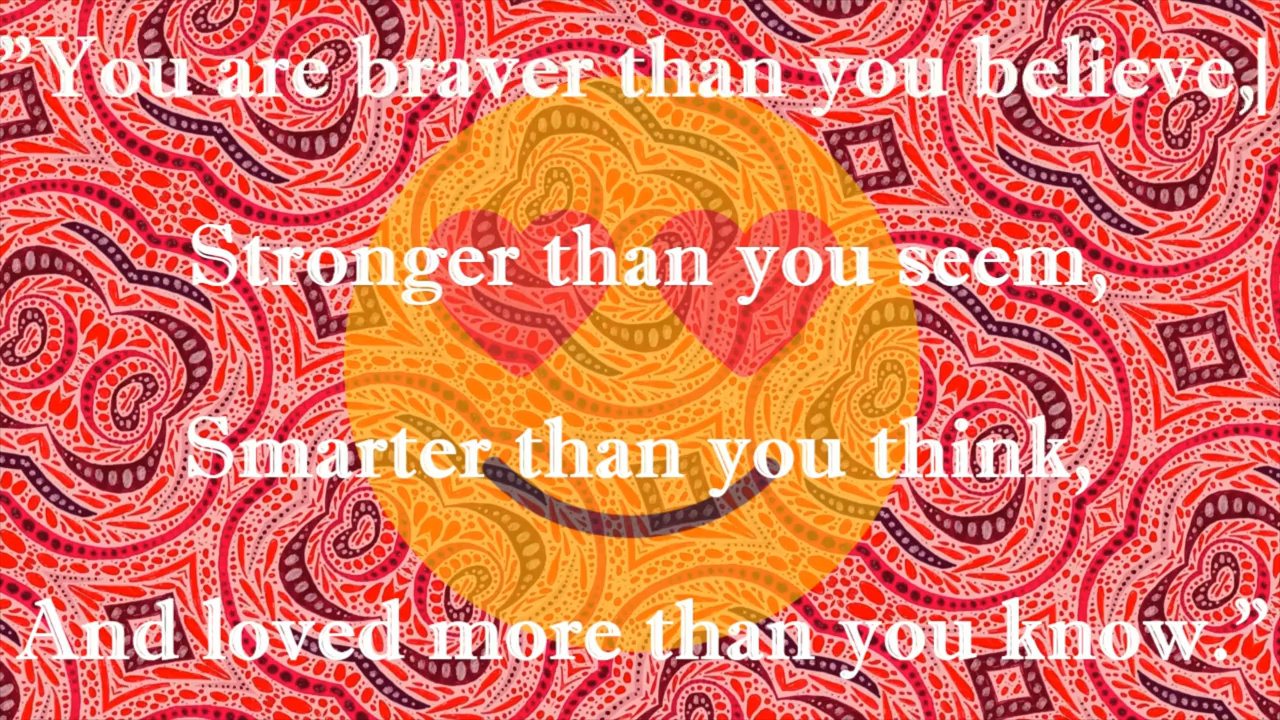 ”You are braver than you believe,|
Stronger than you seem,
Smarter than you think,
And loved more than you know.”